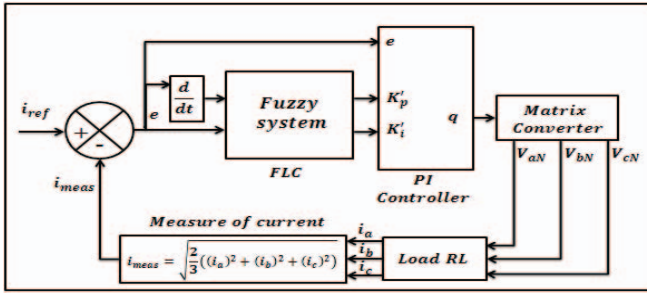 e
d/dt
Fuzzy system
K'_p
K'_i
q
Matrix Converter
i_ref
+
-
e
FLC
PI Controller
V_aN
V_bN
V_cN
i_meas
Measure of current
i_meas = √(2/3((i_a)^2 + (i_b)^2 + (i_c)^2))
i_a
i_b
i_c
Load RL